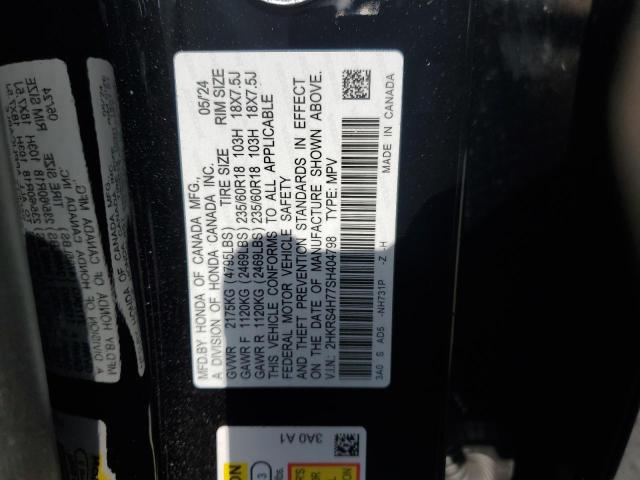 MFD.BY HONDA OF CANADA MFG., 05/24
A DIVISION OF HONDA CANADA INC.
TIRE SIZE RIM SIZE
GVWR 2175KG (4795LBS)
GAWR F 1120KG (2469LBS) 235/60R18 103H 18X7.5J
GAWR R 1120KG (2469LBS) 235/60R18 103H 18X7.5J
THIS VEHICLE CONFORMS TO ALL APPLICABLE
FEDERAL MOTOR VEHICLE SAFETY
AND THEFT PREVENTION STANDARDS IN EFFECT
ON THE DATE OF MANUFACTURE SHOWN ABOVE.
V.I.N.: 2HKRS4H77SH404798 TYPE: MPV
3A0 S AD5 -NH731P -Z -H MADE IN CANADA
3A0 A1